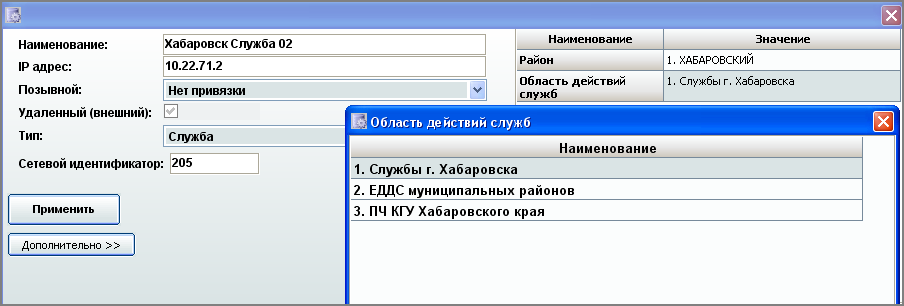 Наименование: Хабаровск Служба 02
IP адрес: 10.22.71.2
Позывной: Нет привязки
Удаленный (внешний):
Тип: Служба
Сетевой идентификатор: 205
Применить
Дополнительно >>
Наименование Значение
Район 1. ХАБАРОВСКИЙ
Область действий 1. Службы г. Хабаровска
служб
Область действий служб
Наименование
1. Службы г. Хабаровска
2. ЕДДС муниципальных районов
3. ПЧ КГУ Хабаровского края